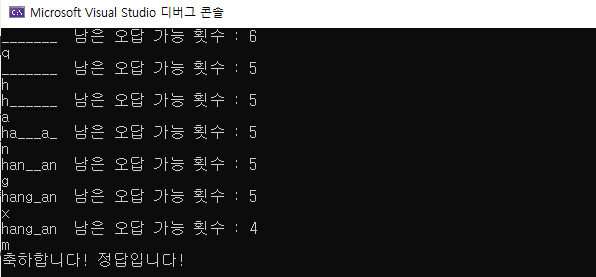 Microsoft Visual Studio 디버그 콘솔
_______ 남은 오답 가능 횟수 : 6
q
_______ 남은 오답 가능 횟수 : 5
h
h______ 남은 오답 가능 횟수 : 5
a
ha___a_ 남은 오답 가능 횟수 : 5
n
han__an 남은 오답 가능 횟수 : 5
g
hang_an 남은 오답 가능 횟수 : 5
x
hang_an 남은 오답 가능 횟수 : 4
m
축하합니다! 정답입니다!